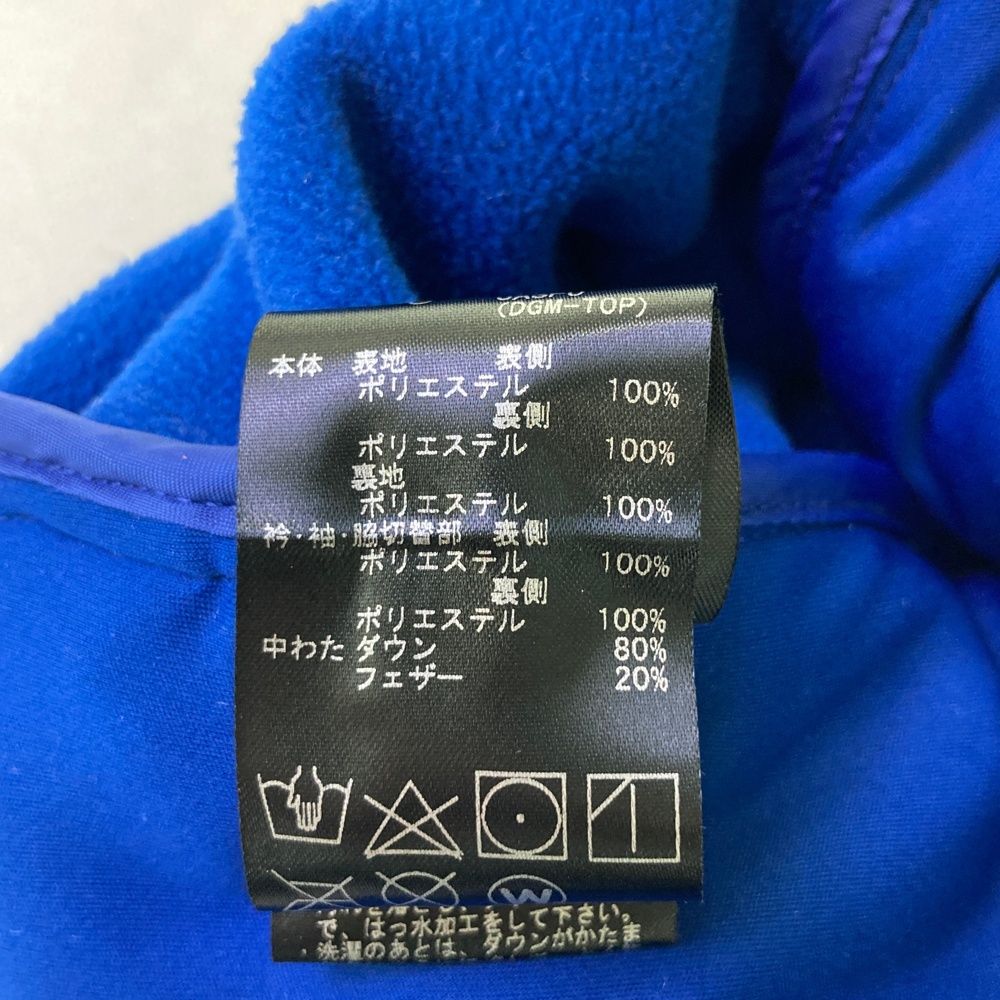 (DGM-TOP)
本体 表地 表側
ポリエステル 100%
裏側
ポリエステル 100%
裏地
ポリエステル 100%
衿・袖・脇切替部 表側
ポリエステル 100%
裏側
ポリエステル 100%
中わた ダウン 80%
フェザー 20%
W
で、はっ水加工をして下さい。
・洗濯のあとは、ダウンがかたま